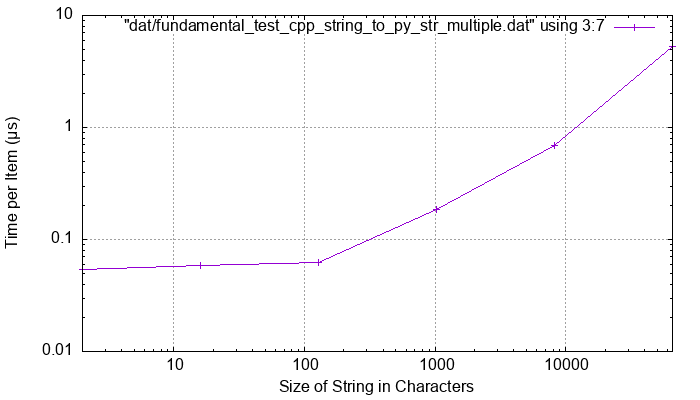 10
"dat/fundamental_test_cpp_string_to_py_str_multiple.dat" using 3:7
1
0.1
0.01
Time per Item (µs)
10 100 1000 10000
Size of String in Characters